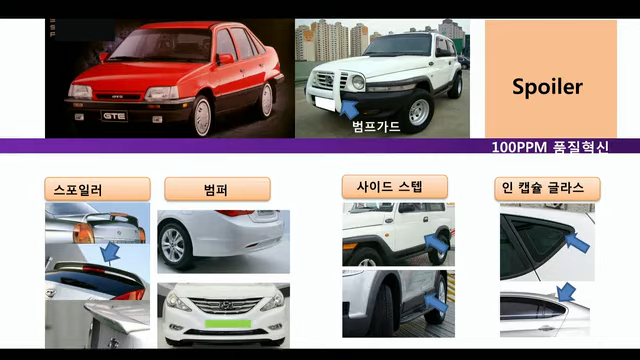 GTE
Spoiler
범프가드
100PPM 품질혁신
스포일러
범퍼
사이드 스텝
인 캡슐 글라스